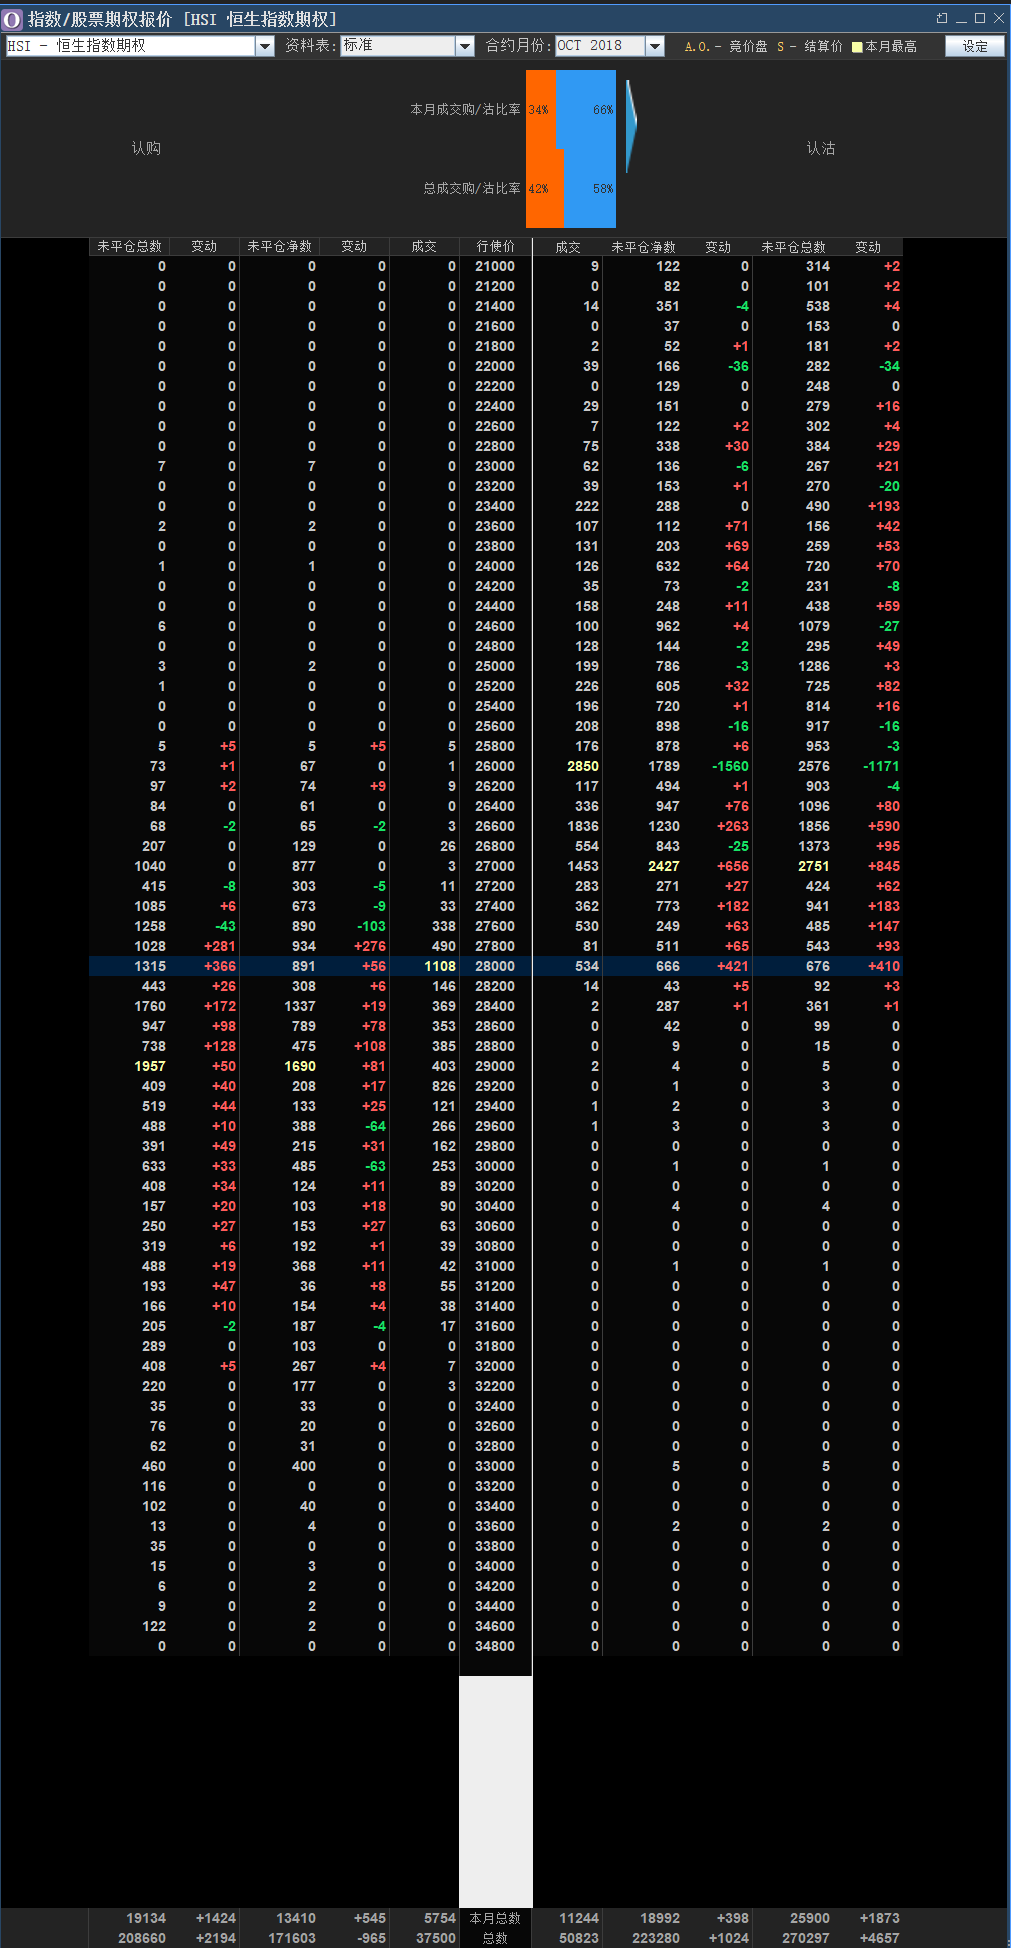 指数/股票期权报价 [HSI 恒生指数期权]
HSI - 恒生指数期权 资料表: 标准 合约月份: OCT 2018 A.O.- 竞价盘 S - 结算价 本月最高 设定
本月成交购/沽比率 34% 66%
认购 认沽
总成交购/沽比率 42% 58%
未平仓总数 变动 未平仓净数 变动 成交 行使价 成交 未平仓净数 变动 未平仓总数 变动
0 0 0 0 0 21000 9 122 0 314 +2
0 0 0 0 0 21200 0 82 0 101 +2
0 0 0 0 0 21400 14 351 -4 538 +4
0 0 0 0 0 21600 0 37 0 153 0
0 0 0 0 0 21800 2 52 +1 181 +2
0 0 0 0 0 22000 39 166 -36 282 -34
0 0 0 0 0 22200 0 129 0 248 0
0 0 0 0 0 22400 29 151 0 279 +16
0 0 0 0 0 22600 7 122 +2 302 +4
0 0 0 0 0 22800 75 338 +30 384 +29
7 0 7 0 0 23000 62 136 -6 267 +21
0 0 0 0 0 23200 39 153 +1 270 -20
0 0 0 0 0 23400 222 288 0 490 +193
2 0 2 0 0 23600 107 112 +71 156 +42
0 0 0 0 0 23800 131 203 +69 259 +53
1 0 1 0 0 24000 126 632 +64 720 +70
0 0 0 0 0 24200 35 73 -2 231 -8
0 0 0 0 0 24400 158 248 +11 438 +59
6 0 0 0 0 24600 100 962 +4 1079 -27
0 0 0 0 0 24800 128 144 -2 295 +49
3 0 2 0 0 25000 199 786 -3 1286 +3
1 0 0 0 0 25200 226 605 +32 725 +82
0 0 0 0 0 25400 196 720 +1 814 +16
0 0 0 0 0 25600 208 898 -16 917 -16
5 +5 5 +5 5 25800 176 878 +6 953 -3
73 +1 67 0 1 26000 2850 1789 -1560 2576 -1171
97 +2 74 +9 9 26200 117 494 +1 903 -4
84 0 61 0 0 26400 336 947 +76 1096 +80
68 -2 65 -2 3 26600 1836 1230 +263 1856 +590
207 0 129 0 26 26800 554 843 -25 1373 +95
1040 0 877 0 3 27000 1453 2427 +656 2751 +845
415 -8 303 -5 11 27200 283 271 +27 424 +62
1085 +6 673 -9 33 27400 362 773 +182 941 +183
1258 -43 890 -103 338 27600 530 249 +63 485 +147
1028 +281 934 +276 490 27800 81 511 +65 543 +93
1315 +366 891 +56 1108 28000 534 666 +421 676 +410
443 +26 308 +6 146 28200 14 43 +5 92 +3
1760 +172 1337 +19 369 28400 2 287 +1 361 +1
947 +98 789 +78 353 28600 0 42 0 99 0
738 +128 475 +108 385 28800 0 9 0 15 0
1957 +50 1690 +81 403 29000 2 4 0 5 0
409 +40 208 +17 826 29200 0 1 0 3 0
519 +44 133 +25 121 29400 1 2 0 3 0
488 +10 388 -64 266 29600 1 3 0 3 0
391 +49 215 +31 162 29800 0 0 0 0 0
633 +33 485 -63 253 30000 0 1 0 1 0
408 +34 124 +11 89 30200 0 0 0 0 0
157 +20 103 +18 90 30400 0 4 0 4 0
250 +27 153 +27 63 30600 0 0 0 0 0
319 +6 192 +1 39 30800 0 0 0 0 0
488 +19 368 +11 42 31000 0 1 0 1 0
193 +47 36 +8 55 31200 0 0 0 0 0
166 +10 154 +4 38 31400 0 0 0 0 0
205 -2 187 -4 17 31600 0 0 0 0 0
289 0 103 0 0 31800 0 0 0 0 0
408 +5 267 +4 7 32000 0 0 0 0 0
220 0 177 0 3 32200 0 0 0 0 0
35 0 33 0 0 32400 0 0 0 0 0
76 0 20 0 0 32600 0 0 0 0 0
62 0 31 0 0 32800 0 0 0 0 0
460 0 400 0 0 33000 0 5 0 5 0
116 0 0 0 0 33200 0 0 0 0 0
102 0 40 0 0 33400 0 0 0 0 0
13 0 4 0 0 33600 0 2 0 2 0
35 0 0 0 0 33800 0 0 0 0 0
15 0 3 0 0 34000 0 0 0 0 0
6 0 2 0 0 34200 0 0 0 0 0
9 0 2 0 0 34400 0 0 0 0 0
122 0 2 0 0 34600 0 0 0 0 0
0 0 0 0 0 34800 0 0 0 0 0
19134 +1424 13410 +545 5754 本月总数 11244 18992 +398 25900 +1873
208660 +2194 171603 -965 37500 总数 50823 223280 +1024 270297 +4657